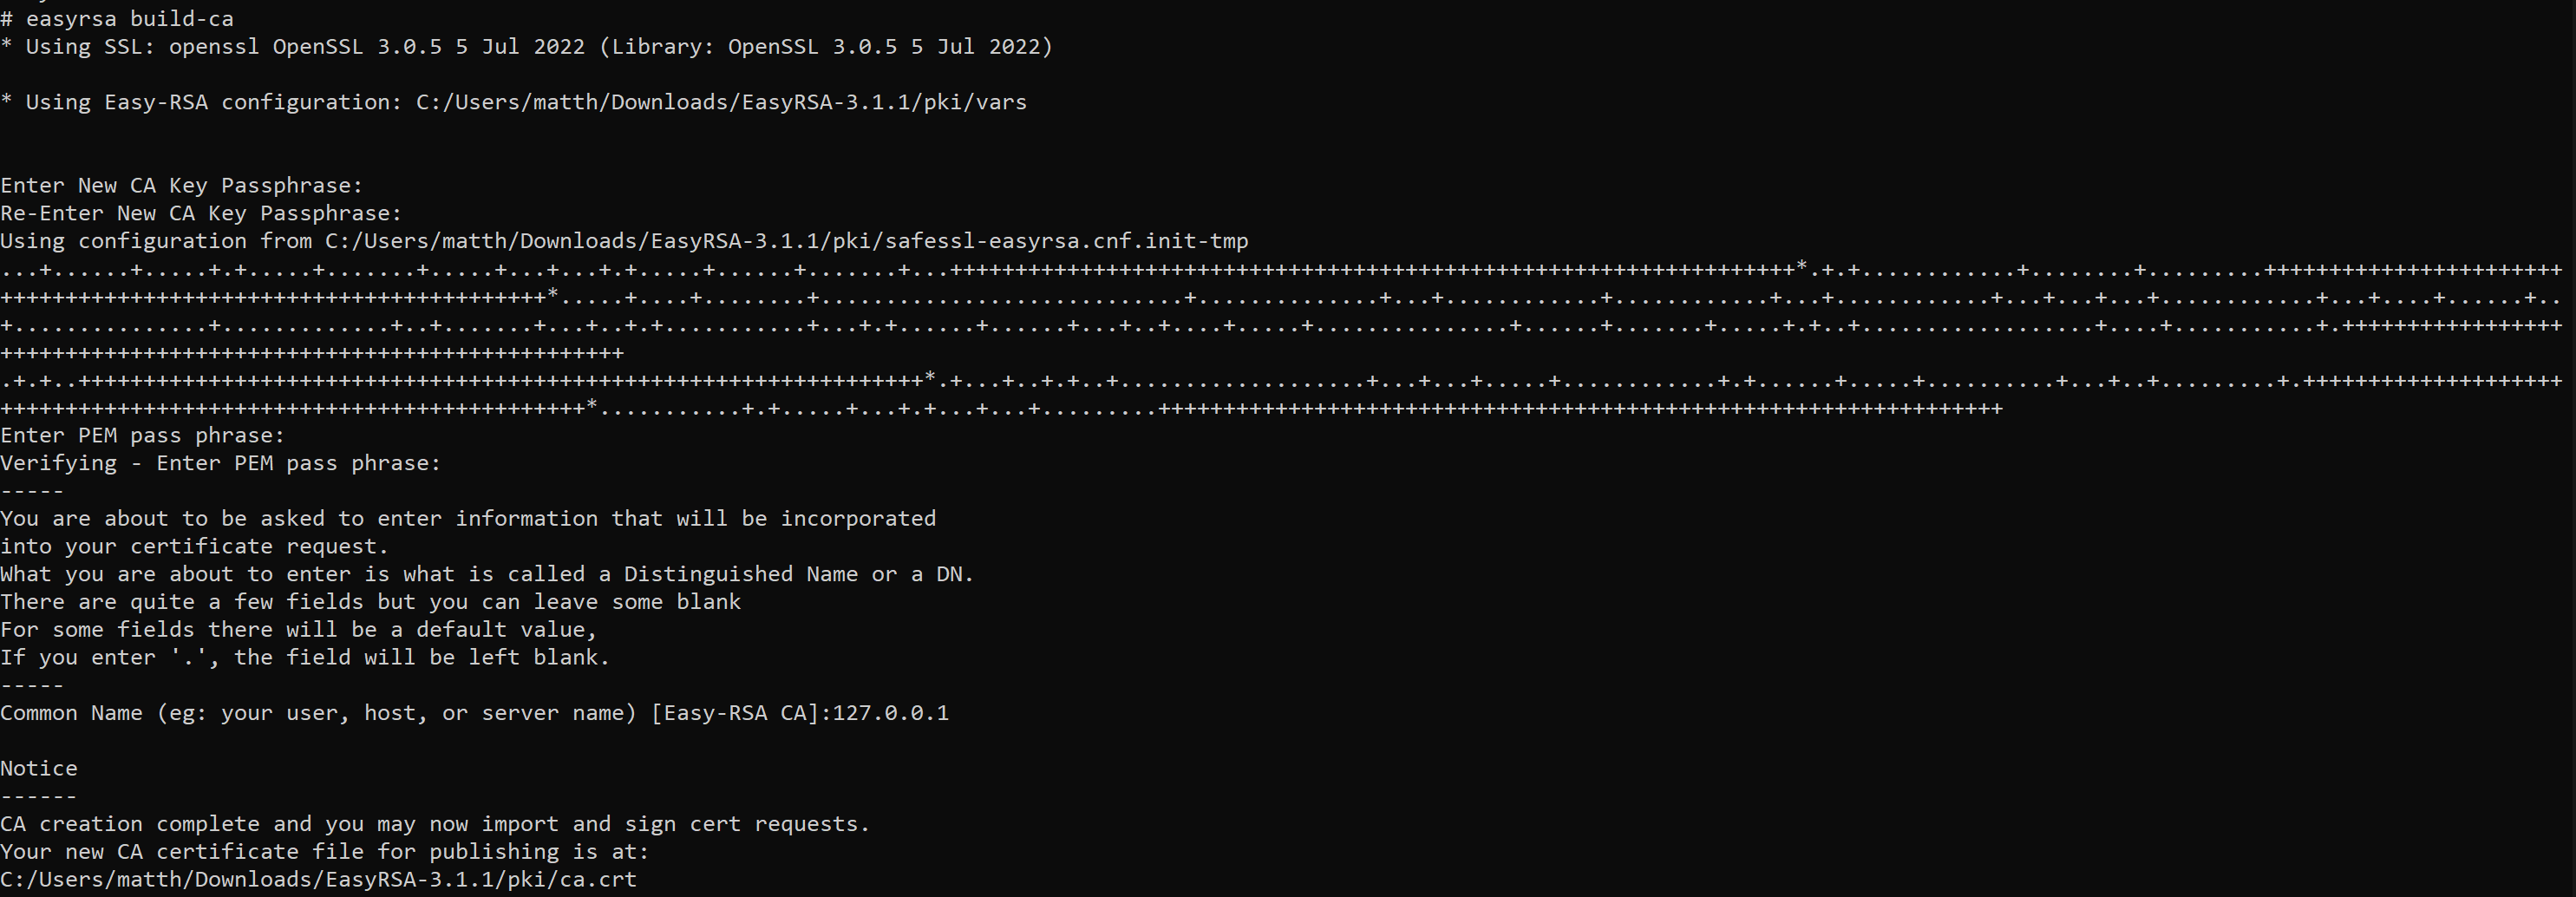 # easyrsa build-ca
* Using SSL: openssl OpenSSL 3.0.5 5 Jul 2022 (Library: OpenSSL 3.0.5 5 Jul 2022)
* Using Easy-RSA configuration: C:/Users/matth/Downloads/EasyRSA-3.1.1/pki/vars
Enter New CA Key Passphrase:
Re-Enter New CA Key Passphrase:
Using configuration from C:/Users/matth/Downloads/EasyRSA-3.1.1/pki/safessl-easyrsa.cnf.init-tmp
Enter PEM pass phrase:
Verifying - Enter PEM pass phrase:
-----
You are about to be asked to enter information that will be incorporated
into your certificate request.
What you are about to enter is what is called a Distinguished Name or a DN.
There are quite a few fields but you can leave some blank
For some fields there will be a default value,
If you enter '.', the field will be left blank.
-----
Common Name (eg: your user, host, or server name) [Easy-RSA CA]:127.0.0.1
Notice
------
CA creation complete and you may now import and sign cert requests.
Your new CA certificate file for publishing is at:
C:/Users/matth/Downloads/EasyRSA-3.1.1/pki/ca.crt